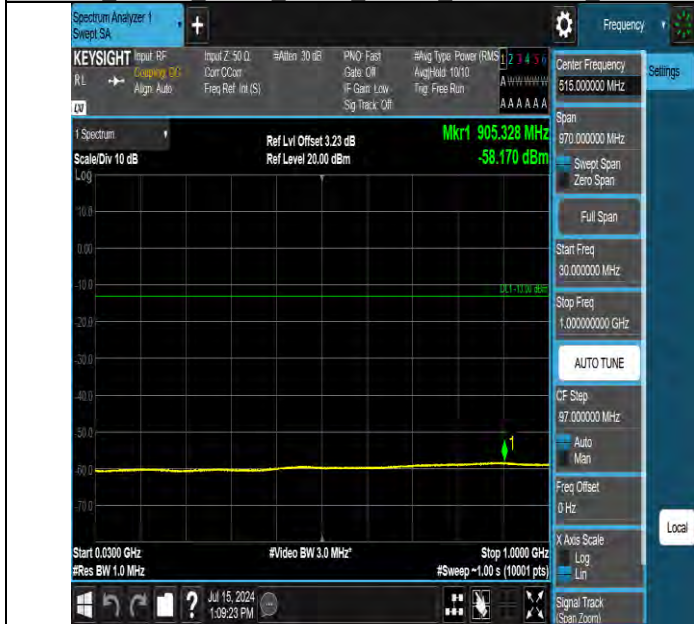 Spectrum Analyzer 1
Swept SA
+
Frequency
KEYSIGHT
RL
Input: RF
Coupling: DC
Align: Auto
Input Z: 50 Ω
Corr CCorr
Freq Ref: Int (S)
#Atten: 30 dB
PNO: Fast
Gate: Off
IF Gain: Low
Sig Track: Off
#Avg Type: Power (RMS
Avg|Hold: 10/10
Trig: Free Run
1 2 3 4 5 6
A W W W W W
A A A A A A
1 Spectrum
Scale/Div 10 dB
Ref Lvl Offset 3.23 dB
Ref Level 20.00 dBm
Mkr1 905.328 MHz
-58.170 dBm
Log
10.0
0.00
-10.0
DL1 -13.00 dBm
-20.0
-30.0
-40.0
-50.0
1
-60.0
-70.0
Start 0.0300 GHz
#Res BW 1.0 MHz
#Video BW 3.0 MHz*
Stop 1.0000 GHz
#Sweep ~1.00 s (10001 pts)
?
Jul 15, 2024
1:09:23 PM
Center Frequency
515.000000 MHz
Settings
Span
970.000000 MHz
Swept Span
Zero Span
Full Span
Start Freq
30.000000 MHz
Stop Freq
1.000000000 GHz
AUTO TUNE
CF Step
97.000000 MHz
Auto
Man
Freq Offset
0 Hz
X Axis Scale
Log
Lin
Local
Signal Track
(Span Zoom)